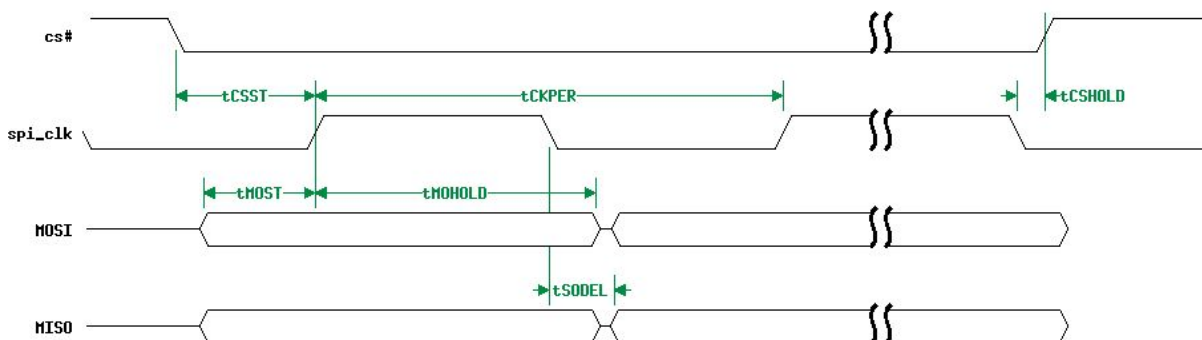 cs#
tCSST
tCKPER
tCSHOLD
spi_clk
tMOST
tMOHOLD
MOSI
tSODEL
MISO